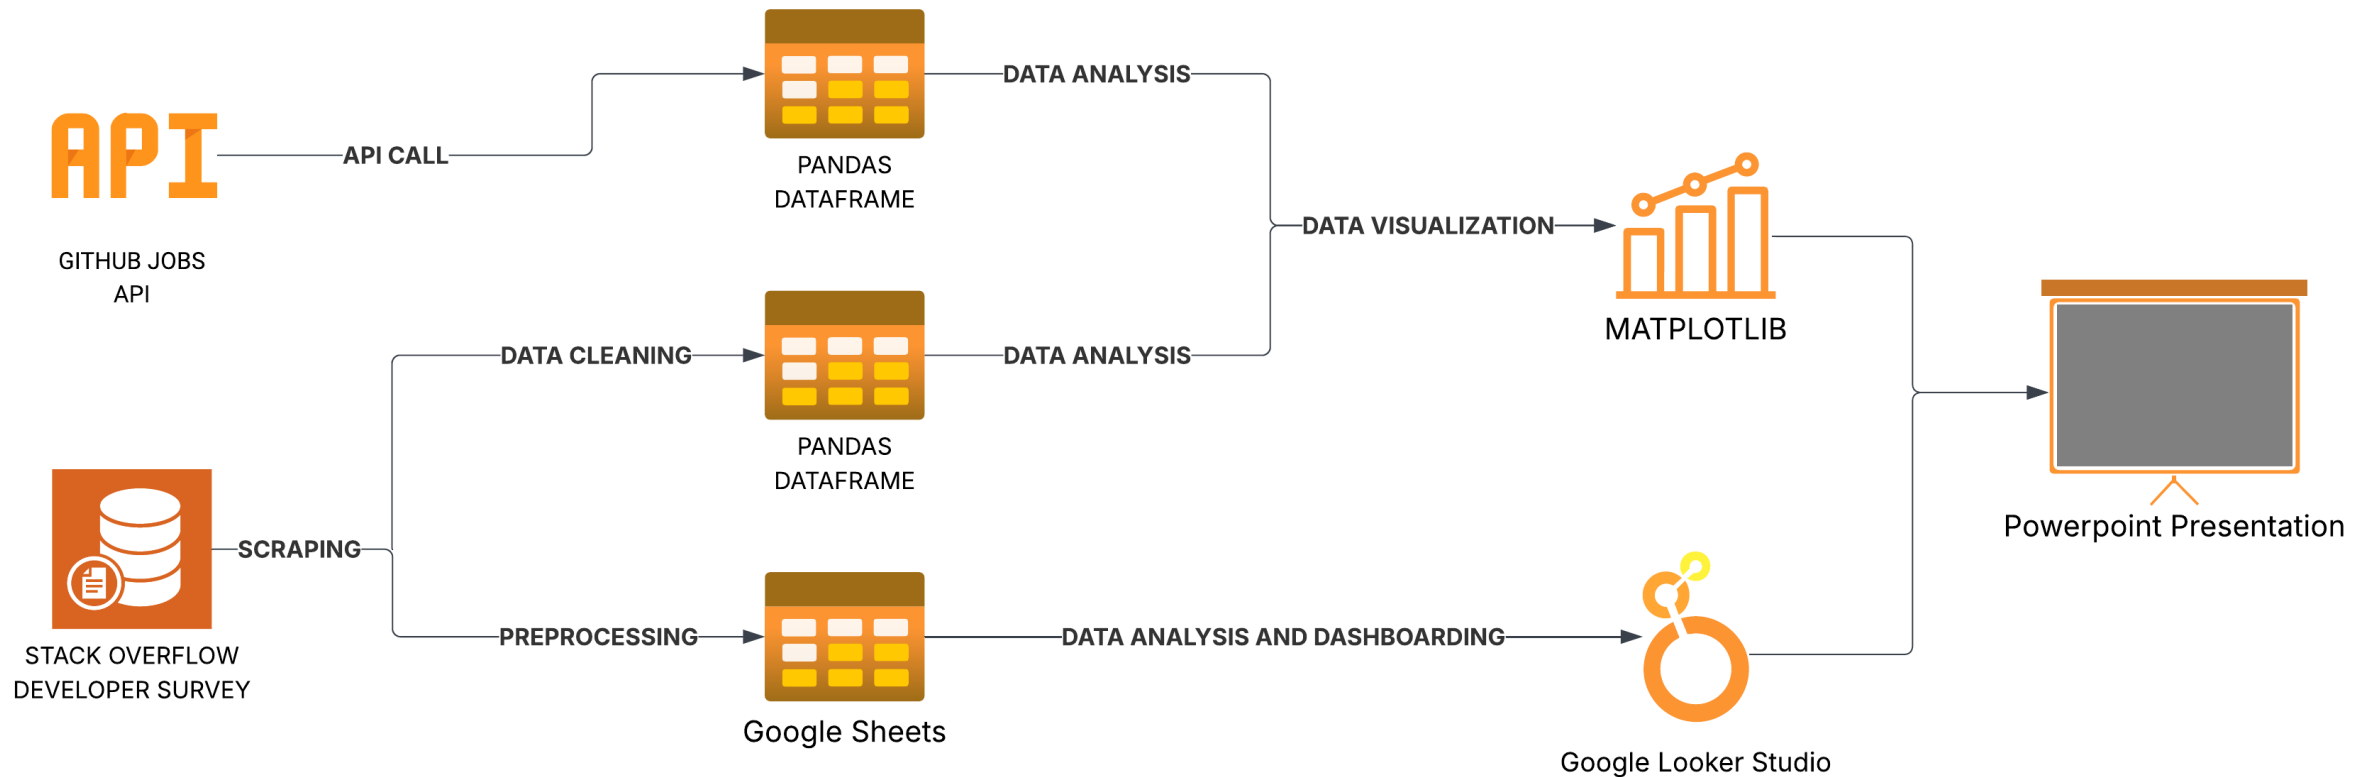 API
API CALL
PANDAS
DATAFRAME
DATA ANALYSIS
GITHUB JOBS
API
DATA VISUALIZATION
MATPLOTLIB
DATA CLEANING
PANDAS
DATAFRAME
DATA ANALYSIS
STACK OVERFLOW
DEVELOPER SURVEY
SCRAPING
PREPROCESSING
Google Sheets
DATA ANALYSIS AND DASHBOARDING
Google Looker Studio
Powerpoint Presentation